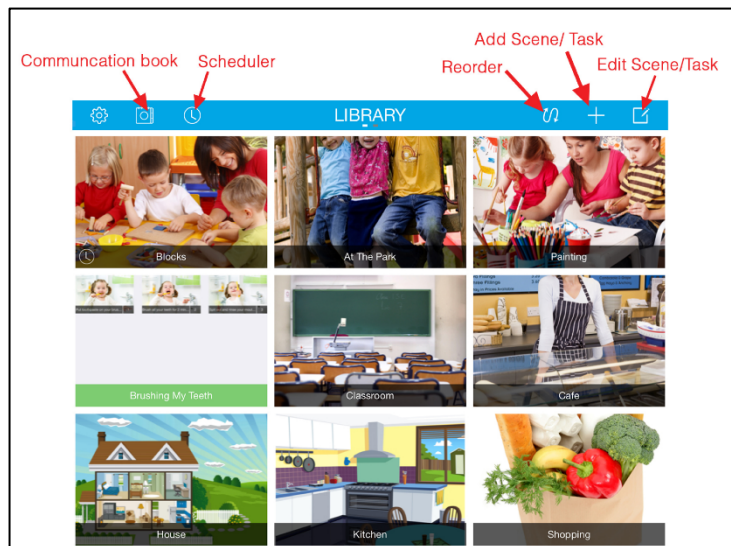 Add Scene/ Task
Communcation book
Scheduler
Reorder
Edit Scene/Task
LIBRARY
Blocks
At The Park
Painting
Brushing My Teeth
Classroom
Cafe
House
Kitchen
Shopping